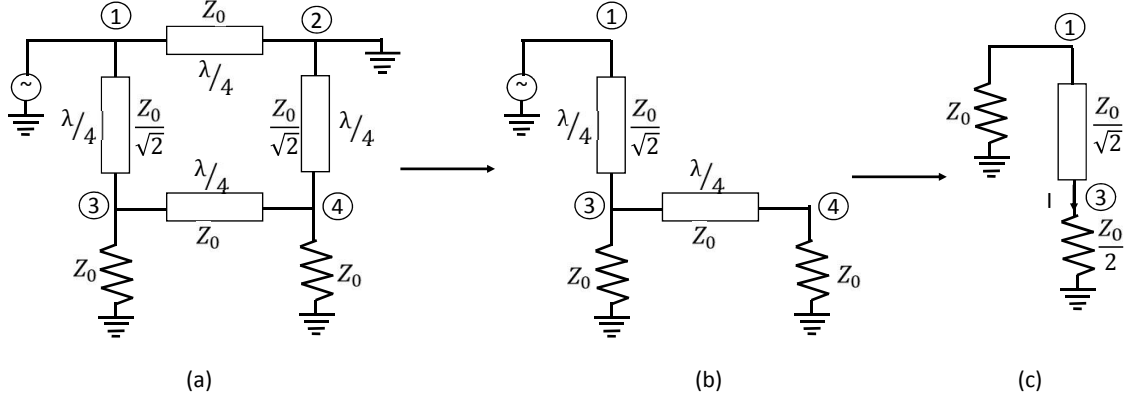 ① Z₀ ②
~ λ/4
λ/4 Z₀/√2 Z₀/√2 λ/4
③ λ/4 ④
Z₀
Z₀ Z₀
(a)
①
~
λ/4 Z₀/√2
③ λ/4 ④
Z₀
Z₀ Z₀
(b)
①
Z₀ Z₀/√2
I ③
Z₀/2
(c)